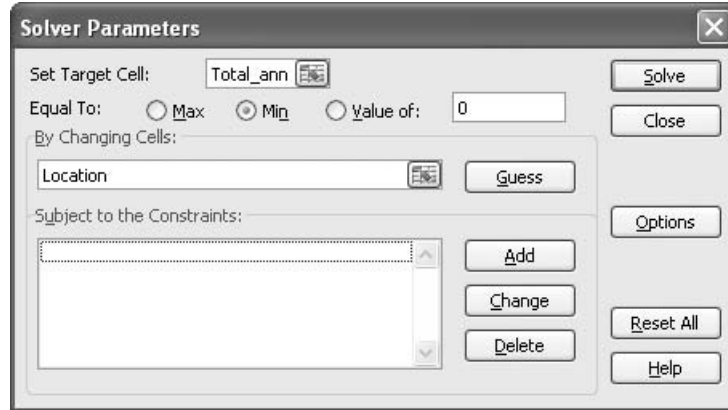 Solver Parameters
Set Target Cell: Total_ann Solve
Equal To: Max Min Value of: 0 Close
By Changing Cells:
Location Guess
Subject to the Constraints: Options
Add
Change Reset All
Delete Help